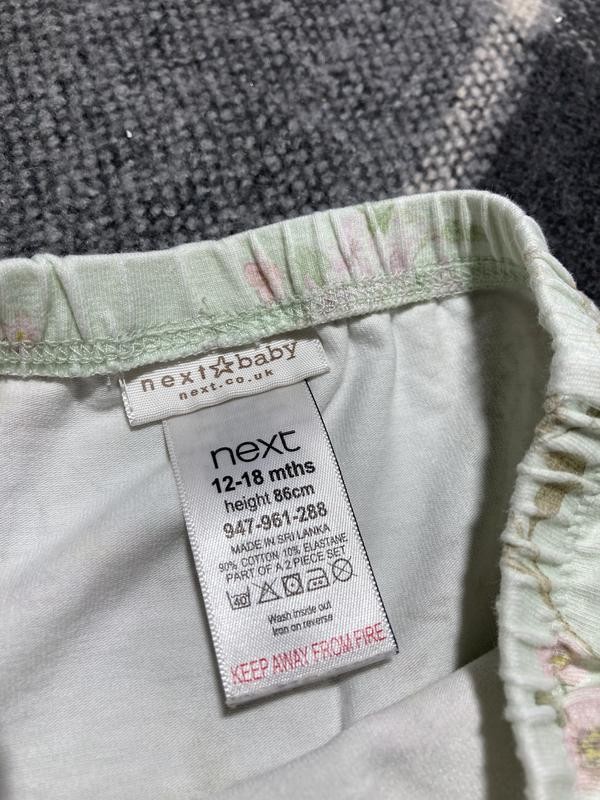 next☆baby
next.co.uk
next
12-18 mths
height 86cm
947-961-288
MADE IN SRI LANKA
90% COTTON 10% ELASTANE
PART OF A 2 PIECE SET
40
Wash inside out
Iron on reverse
KEEP AWAY FROM FIRE